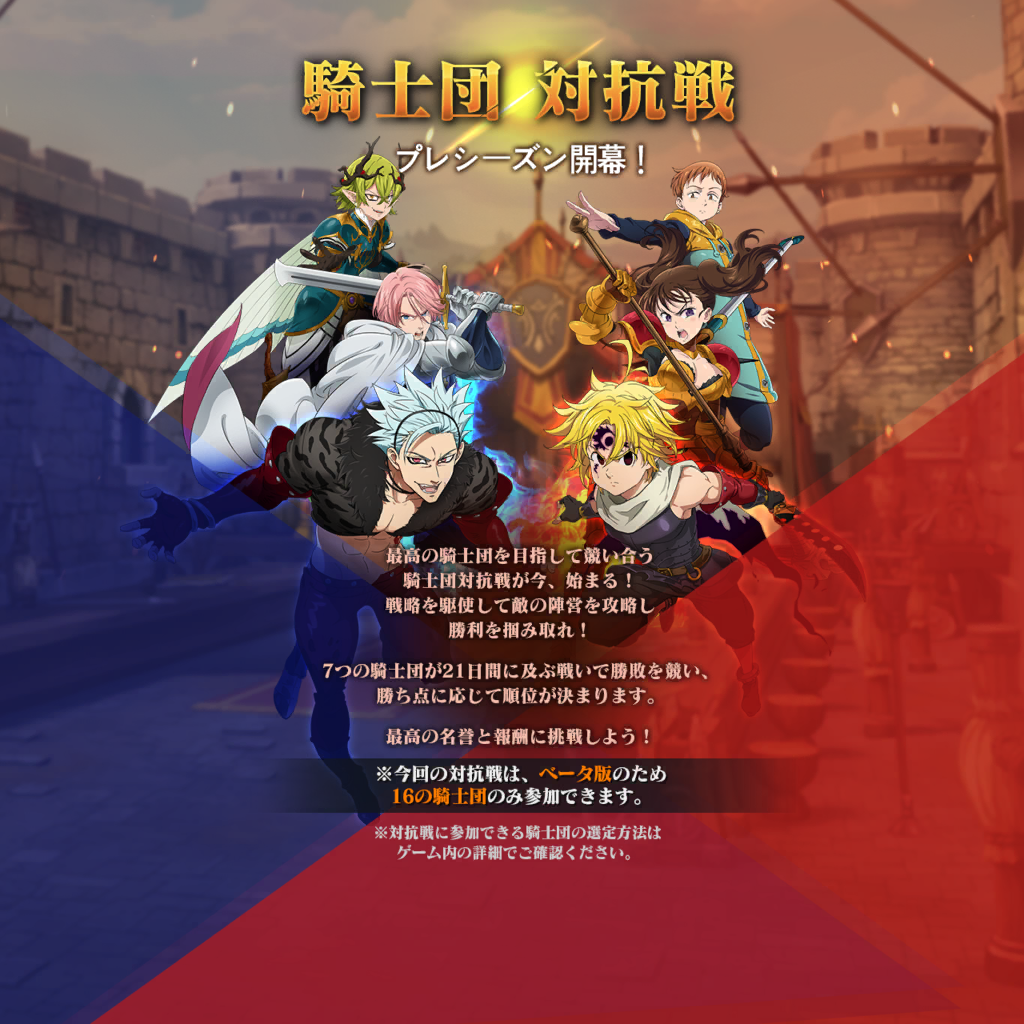 騎士団 対抗戦
プレシーズン開幕！
最高の騎士団を目指して競い合う
騎士団対抗戦が今、始まる！
戦略を駆使して敵の陣営を攻略し
勝利を掴み取れ！
7つの騎士団が21日間に及ぶ戦いで勝敗を競い、
勝ち点に応じて順位が決まります。
最高の名誉と報酬に挑戦しよう！
※今回の対抗戦は、ベータ版のため
16の騎士団のみ参加できます。
※対抗戦に参加できる騎士団の選定方法は
ゲーム内の詳細でご確認ください。